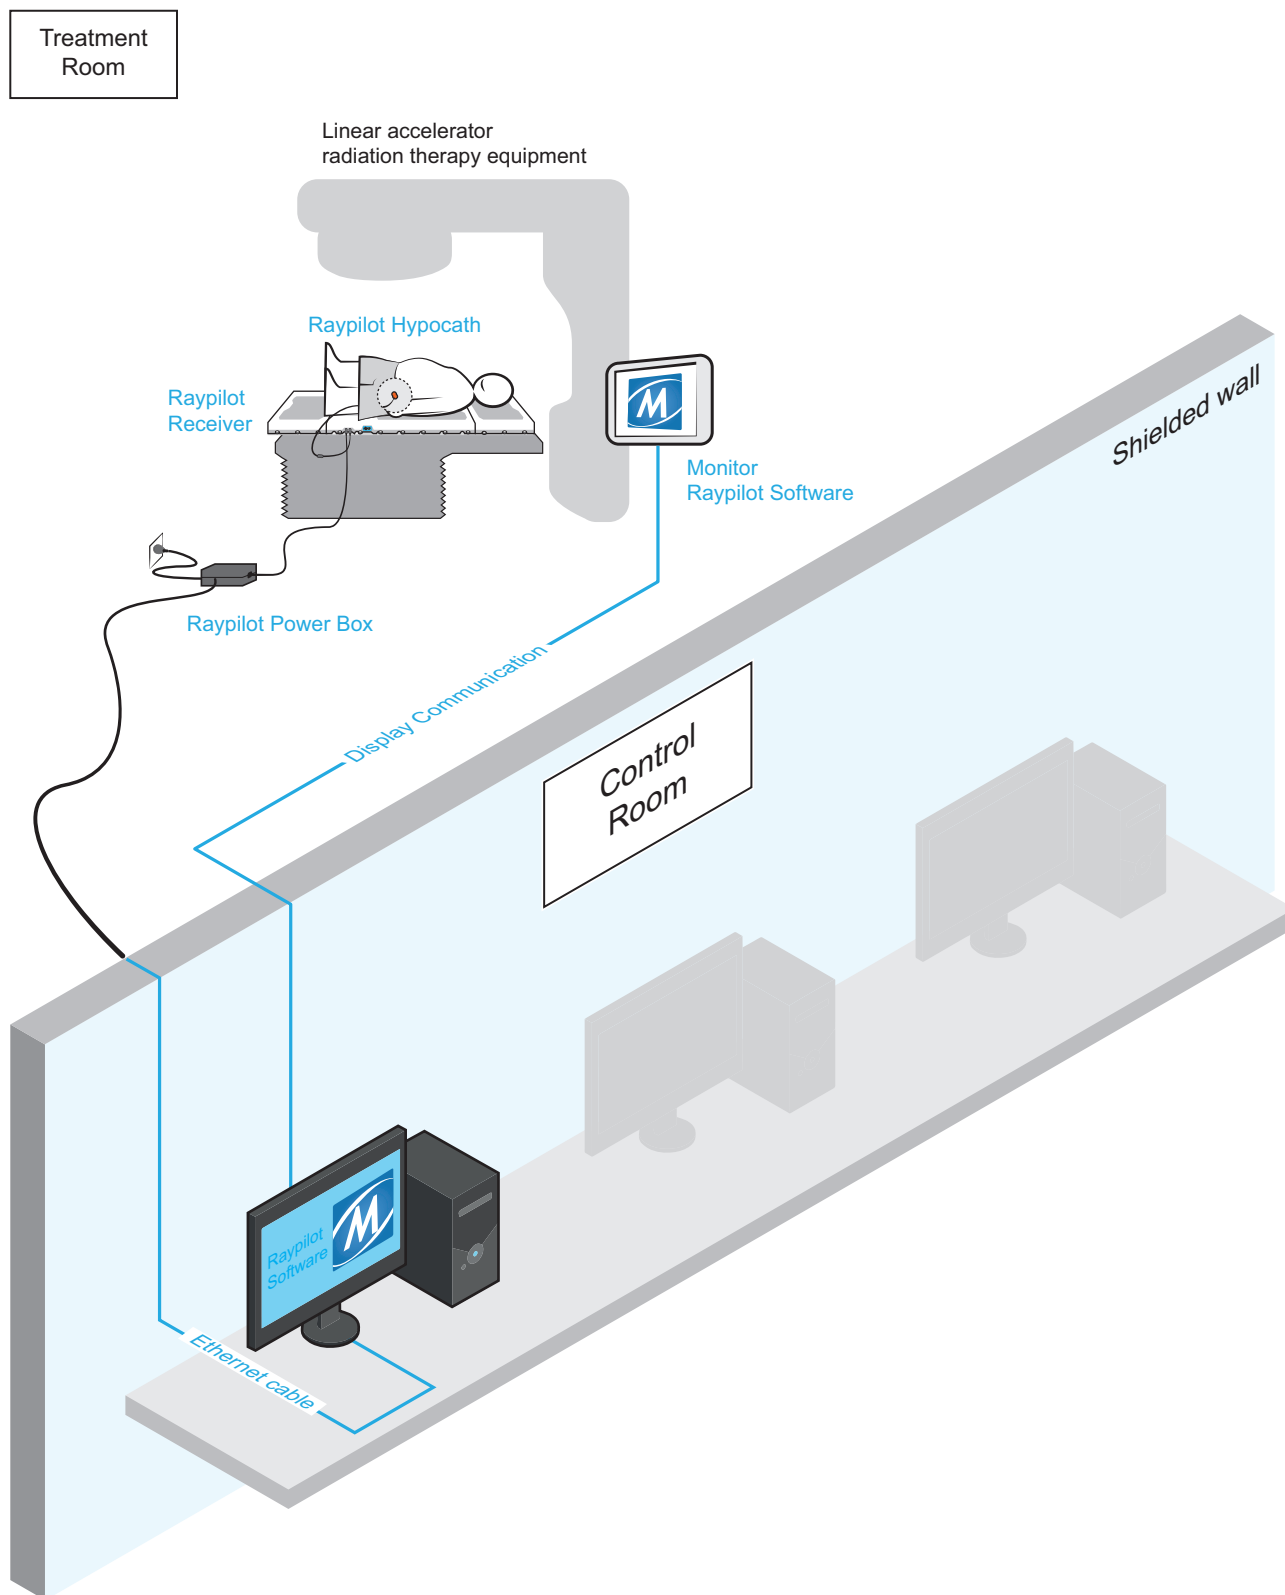 Treatment
Room
Linear accelerator
radiation therapy equipment
Raypilot Hypocath
Raypilot
Receiver
M
Monitor
Raypilot Software
Shielded wall
Raypilot Power Box
Display Communication
Control
Room
Raypilot
Software
M
Ethernet cable